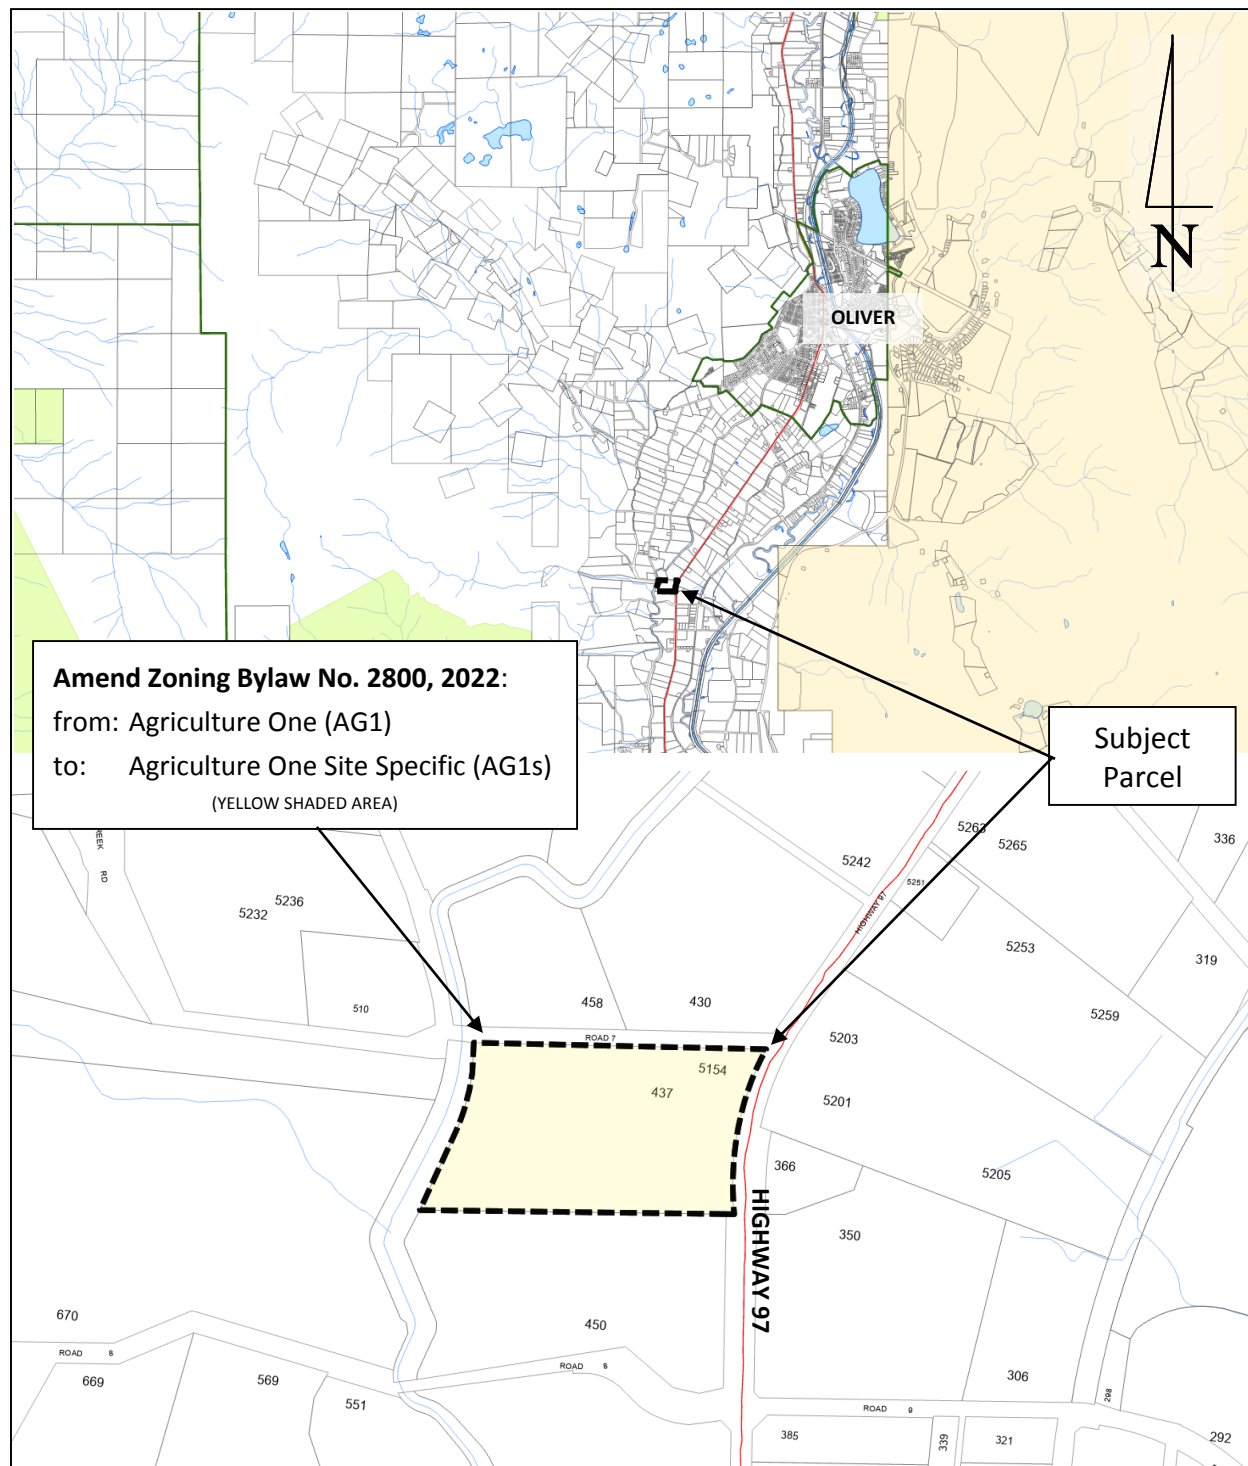 N
OLIVER
Amend Zoning Bylaw No. 2800, 2022:
from: Agriculture One (AG1)
to: Agriculture One Site Specific (AG1s)
(YELLOW SHADED AREA)
Subject
Parcel
REEK RD
5232
5236
510
458
430
5242
5263
5265
336
5251
HIGHWAY 97
5253
319
5259
ROAD 7
5203
5154
437
5201
366
5205
350
HIGHWAY 97
670
450
ROAD 8
ROAD 8
669
569
551
306
298
ROAD 9
385
339
321
292